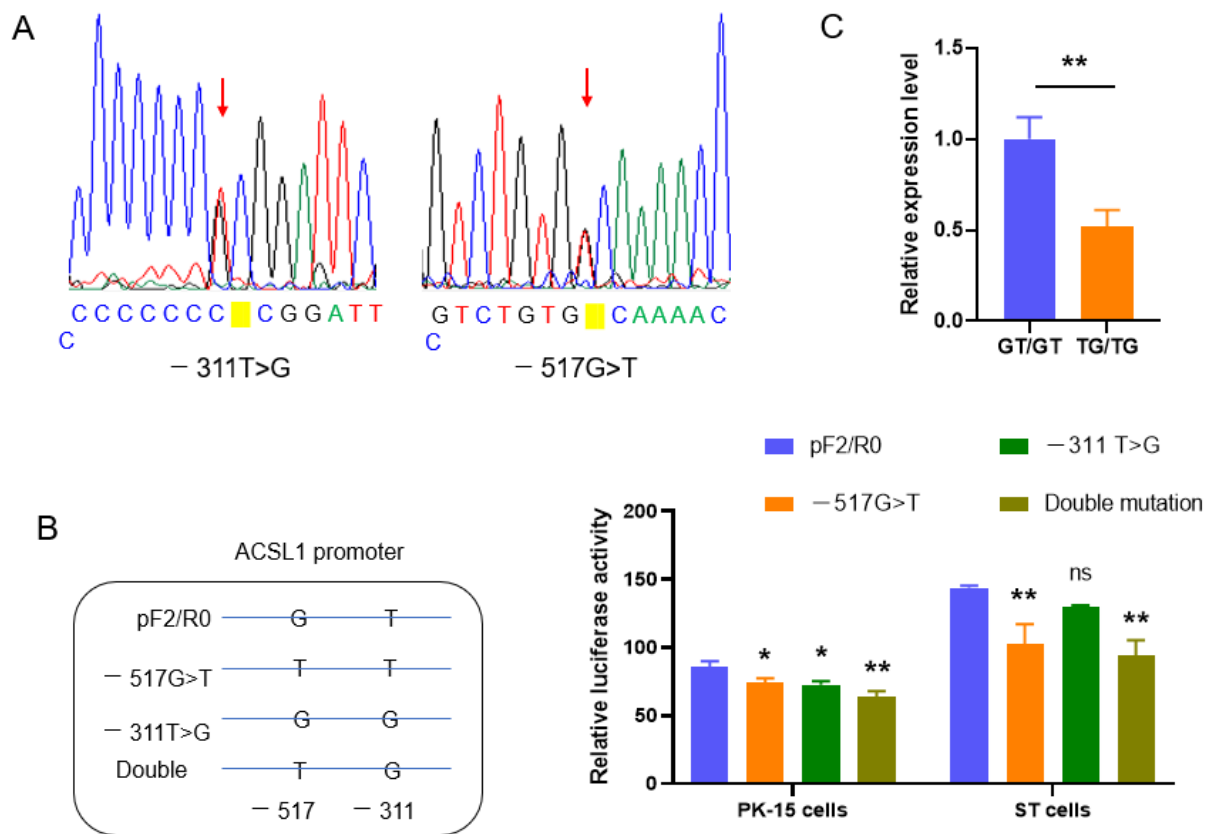 A
C C C C C C C C G G A T T
C
— 311T>G
G T C T G T G C A A A A C
C
— 517G>T
C
Relative expression level
1.5
1.0
0.5
0.0
**
GT/GT TG/TG
B
ACSL1 promoter
pF2/R0 G T
— 517G>T T T
— 311T>G G G
Double T G
— 517 — 311
pF2/R0 — 311 T>G
— 517G>T Double mutation
Relative luciferase activity
200
150
100
50
0
* * **
** ns **
PK-15 cells ST cells